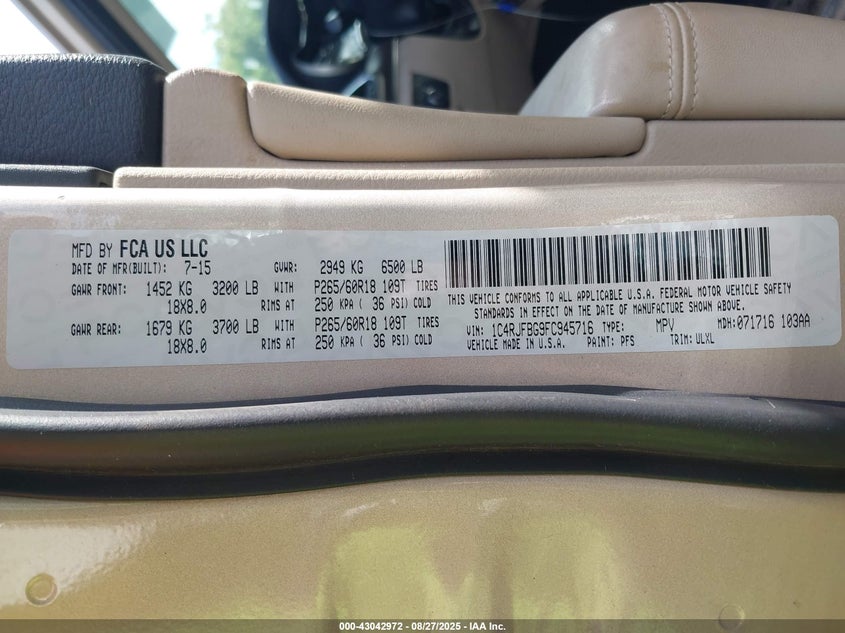 MFD BY FCA US LLC
DATE OF MFR(BUILT): 7-15 GVWR: 2949 KG 6500 LB
GAWR FRONT: 1452 KG 3200 LB WITH P265/60R18 109T TIRES
18X8.0 RIMS AT 250 KPA ( 36 PSI) COLD
GAWR REAR: 1679 KG 3700 LB WITH P265/60R18 109T TIRES
18X8.0 RIMS AT 250 KPA ( 36 PSI) COLD
THIS VEHICLE CONFORMS TO ALL APPLICABLE U.S.A. FEDERAL MOTOR VEHICLE SAFETY
STANDARDS IN EFFECT ON THE DATE OF MANUFACTURE SHOWN ABOVE.
VIN: 1C4RJFBG9FC945716 TYPE: MPV MDH: 071716 103AA
VEHICLE MADE IN U.S.A. PAINT: PFS TRIM: ULXL
000-43042972 - 08/27/2025 - IAA Inc.